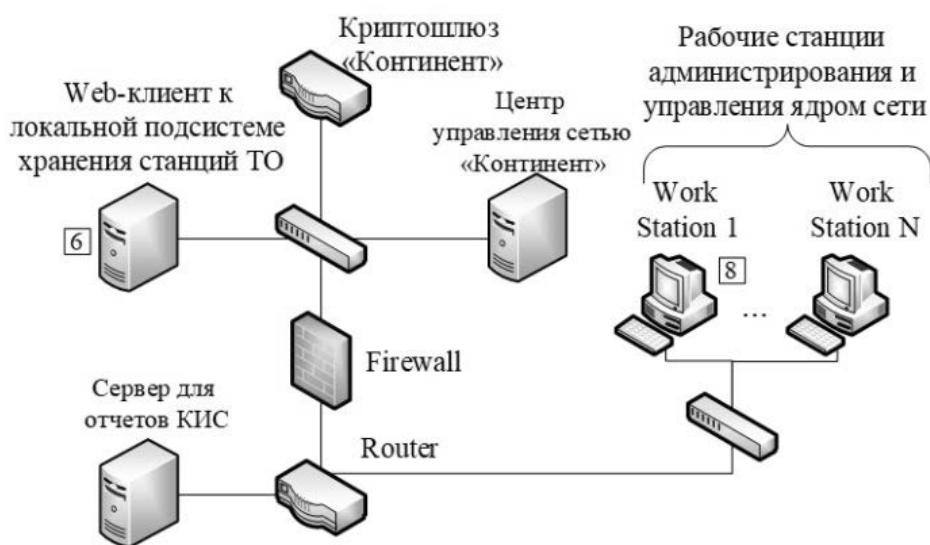 Криптошлюз
«Континент»
Рабочие станции
администрирования и
управления ядром сети
Web-клиент к
локальной подсистеме
хранения станций ТО
Центр
управления сетью
«Континент»
Work
Station 1
Work
Station N
6
8
...
Firewall
Сервер для
отчетов КИС
Router